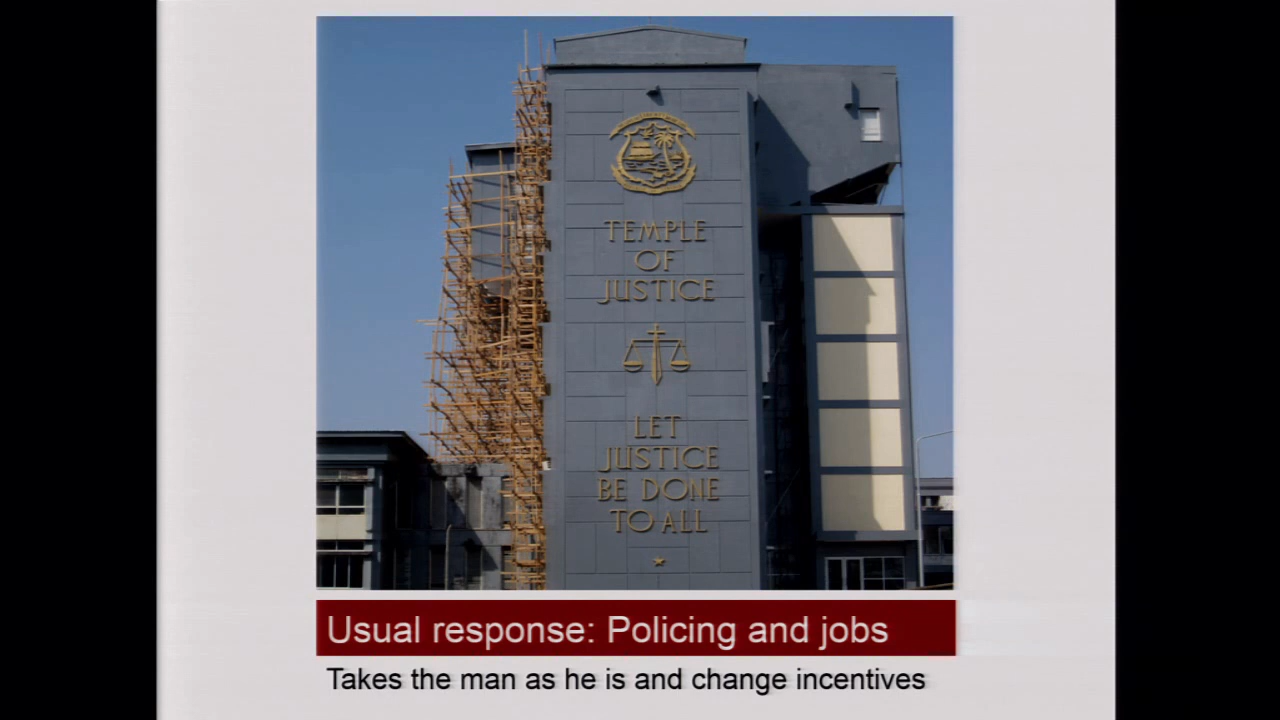 TEMPLE
OF
JUSTICE
LET
JUSTICE
BE DONE
TO ALL
Usual response: Policing and jobs
Takes the man as he is and change incentives